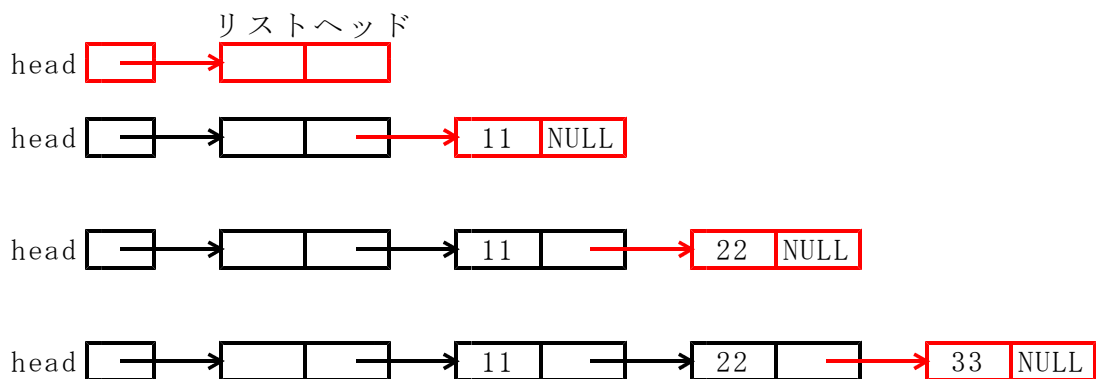 リストヘッド
head
head 11 NULL
head 11 22 NULL
head 11 22 33 NULL